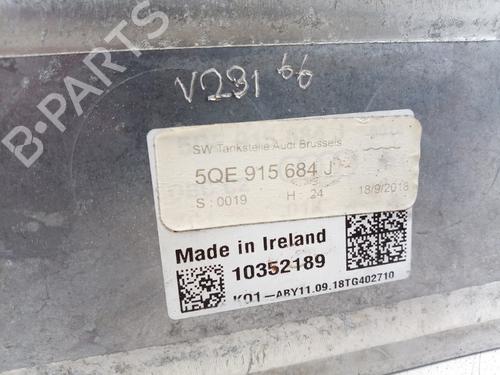 B-PARTS
V231 66
SW Tankstelle Audi Brussels
5QE 915 684 J
S : 0019 H : 24 18/9/2018
Made in Ireland
10352189
K01-ABY11.09.18TG402710